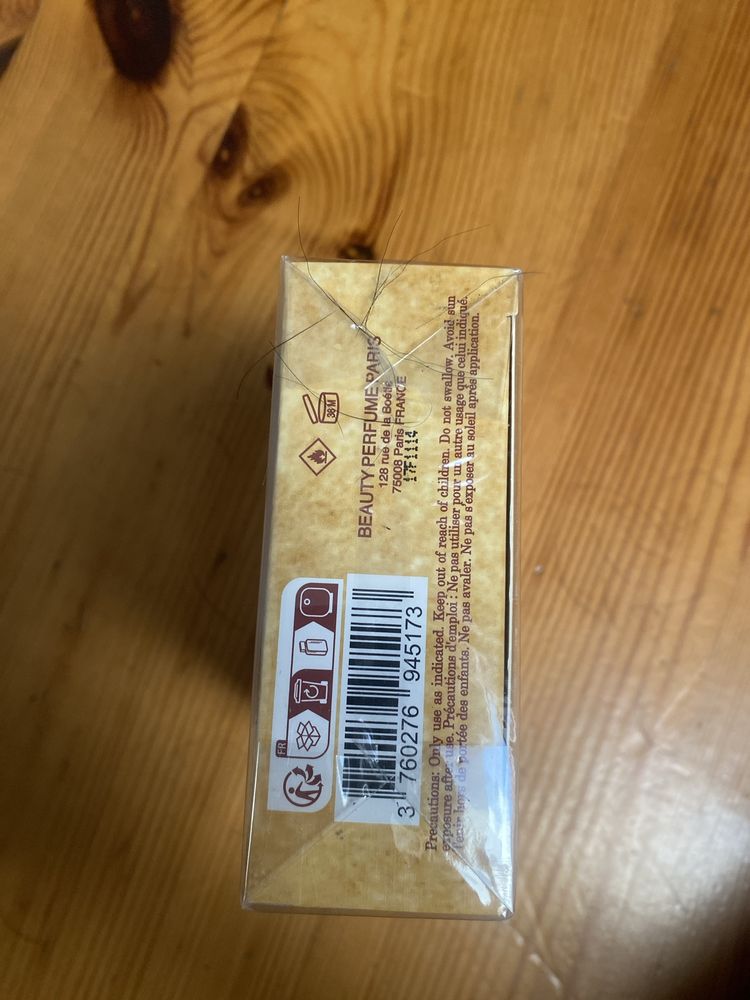 36 M
BEAUTY PERFUME PARIS
128 rue de la Boétie
75008 Paris FRANCE
17F1114
Precautions: Only use as indicated. Keep out of reach of children. Do not swallow. Avoid sun
exposure after use. Précautions d'emploi : Ne pas utiliser pour un autre usage que celui indiqué.
Tenir hors de portée des enfants. Ne pas avaler. Ne pas s'exposer au soleil après application.
FR
3 760276 945173